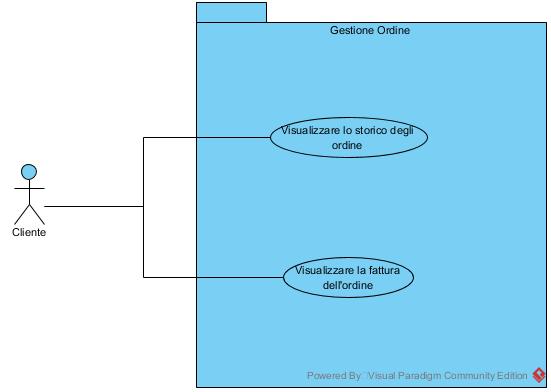 Gestione Ordine
Visualizzare lo storico degli
ordine
Cliente
Visualizzare la fattura
dell'ordine
Powered By Visual Paradigm Community Edition